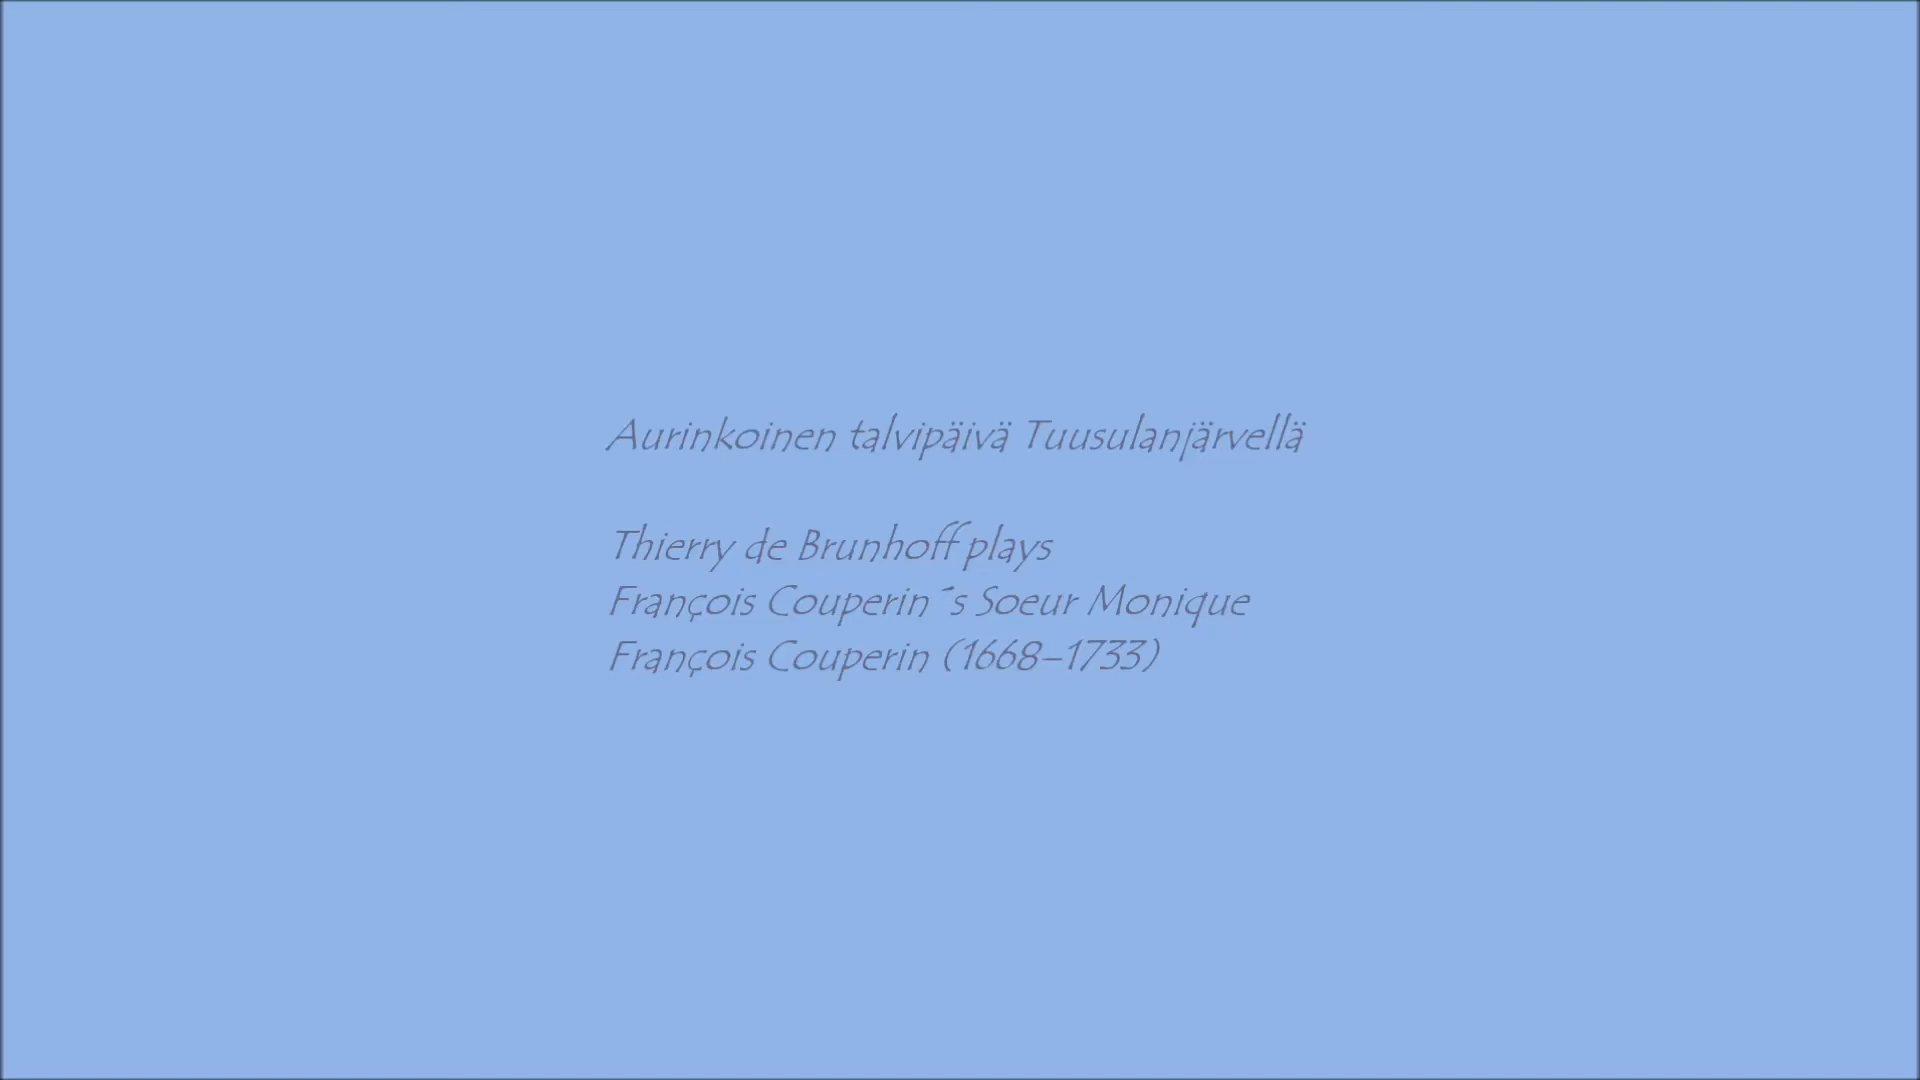 Aurinkoinen talvipäivä Tuusulanjärvellä
Thierry de Brunhoff plays
François Couperin´s Soeur Monique
François Couperin (1668–1733)